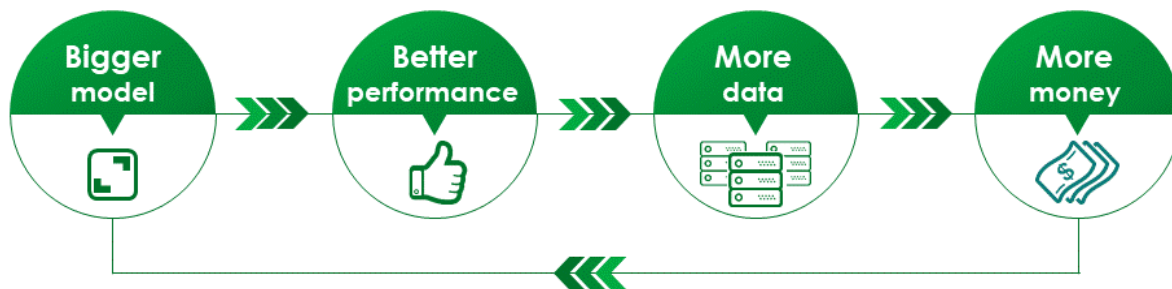 Bigger
model
Better
performance
More
data
More
money
$